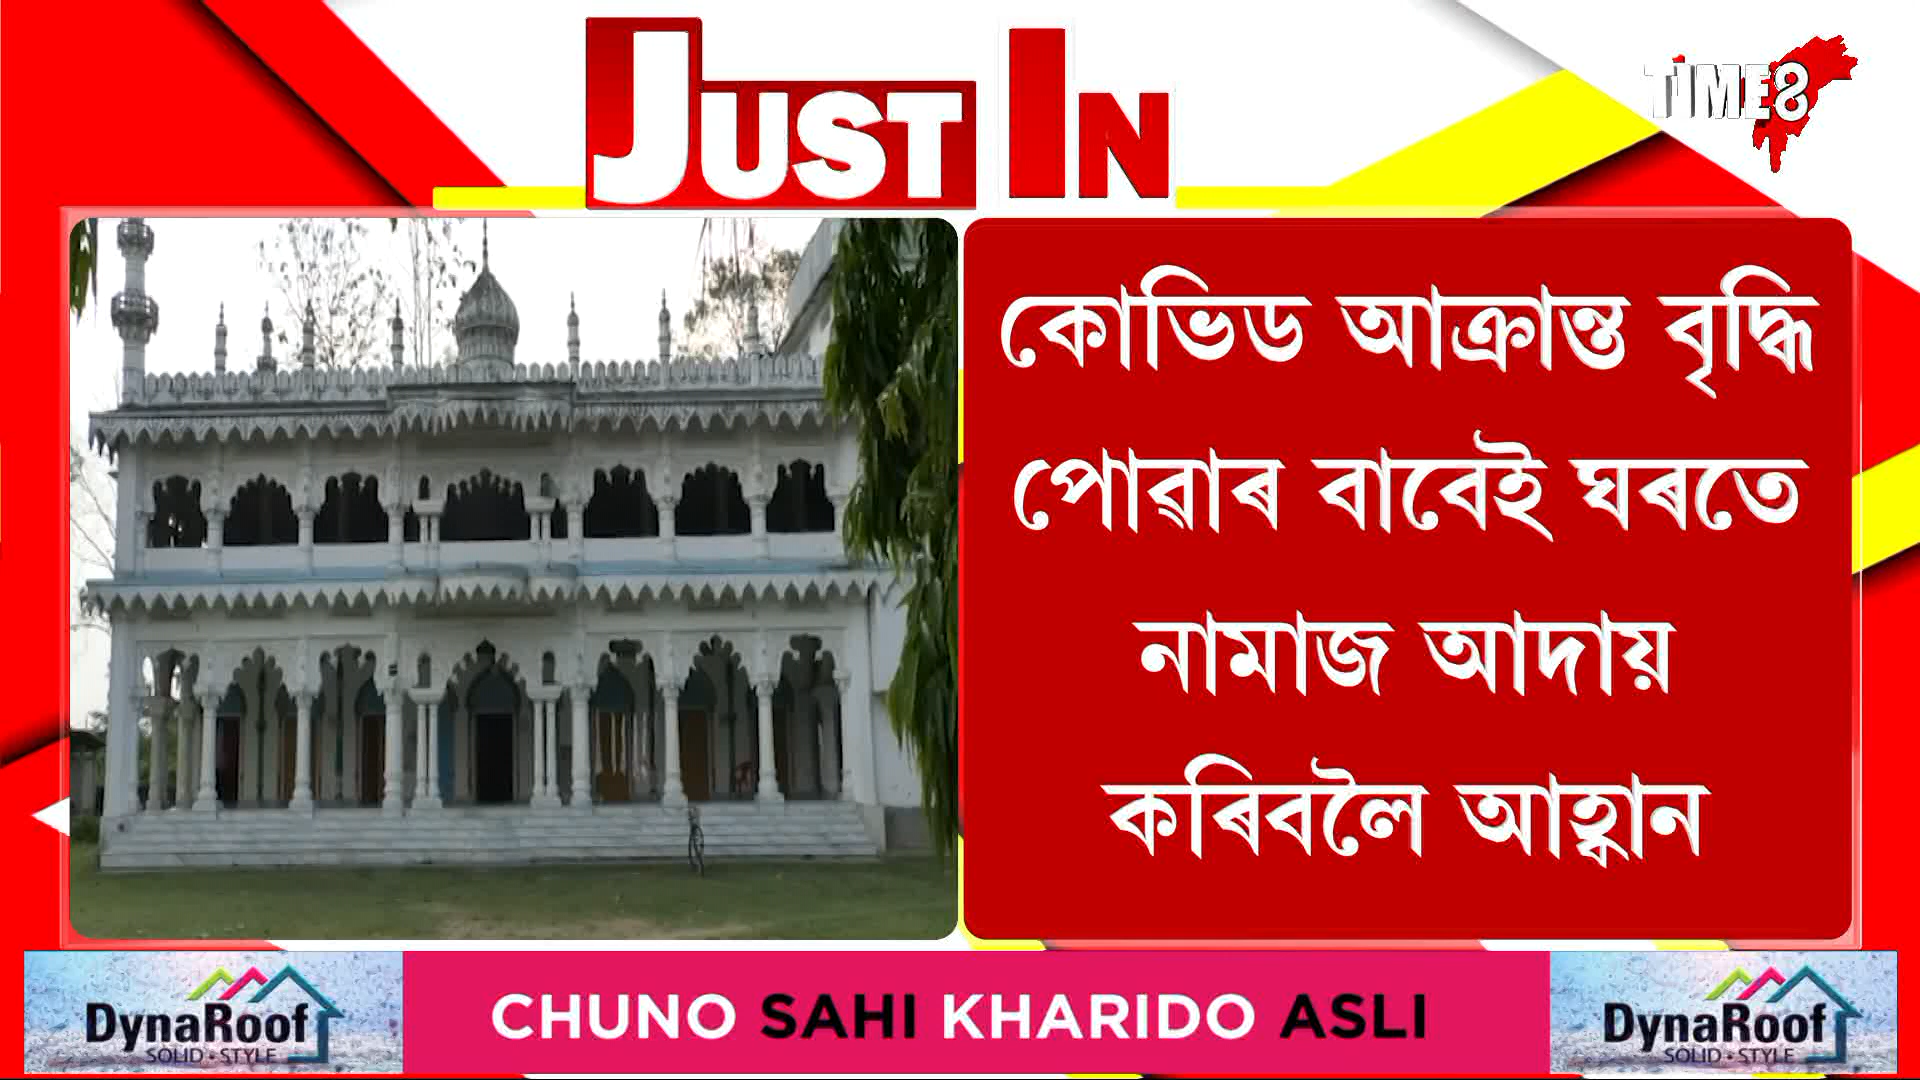 JUST IN
TIME8
কোভিড আক্ৰান্ত বৃদ্ধি
পোৱাৰ বাবেই ঘৰতে
নামাজ আদায়
কৰিবলৈ আহ্বান
DynaRoof
SOLID • STYLE
CHUNO SAHI KHARIDO ASLI
DynaRoof
SOLID • STYLE